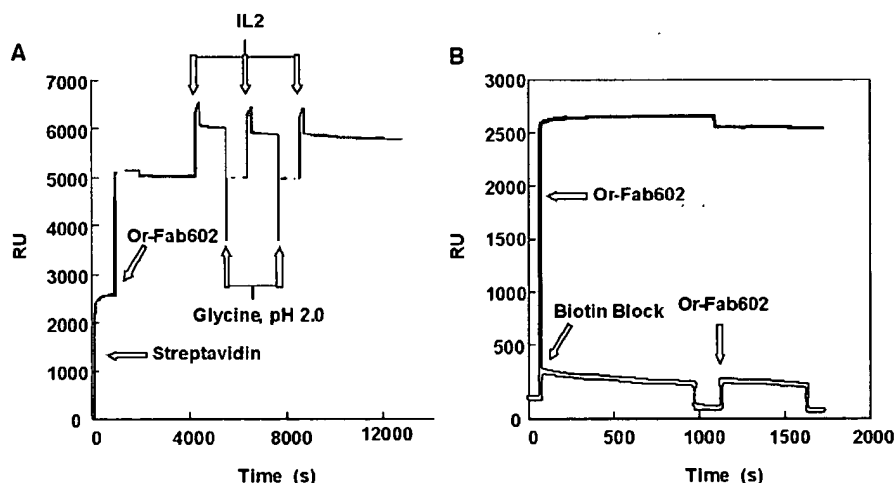 IL2
A
7000
6000
5000
4000
3000
2000
1000
0
RU
Or-Fab602
Streptavidin
Glycine, pH 2.0
0
4000
8000
12000
Time (s)
B
3000
2500
2000
2500
1500
1000
500
0
RU
Or-Fab602
Biotin Block
Or-Fab602
0
500
1000
1500
2000
Time (s)